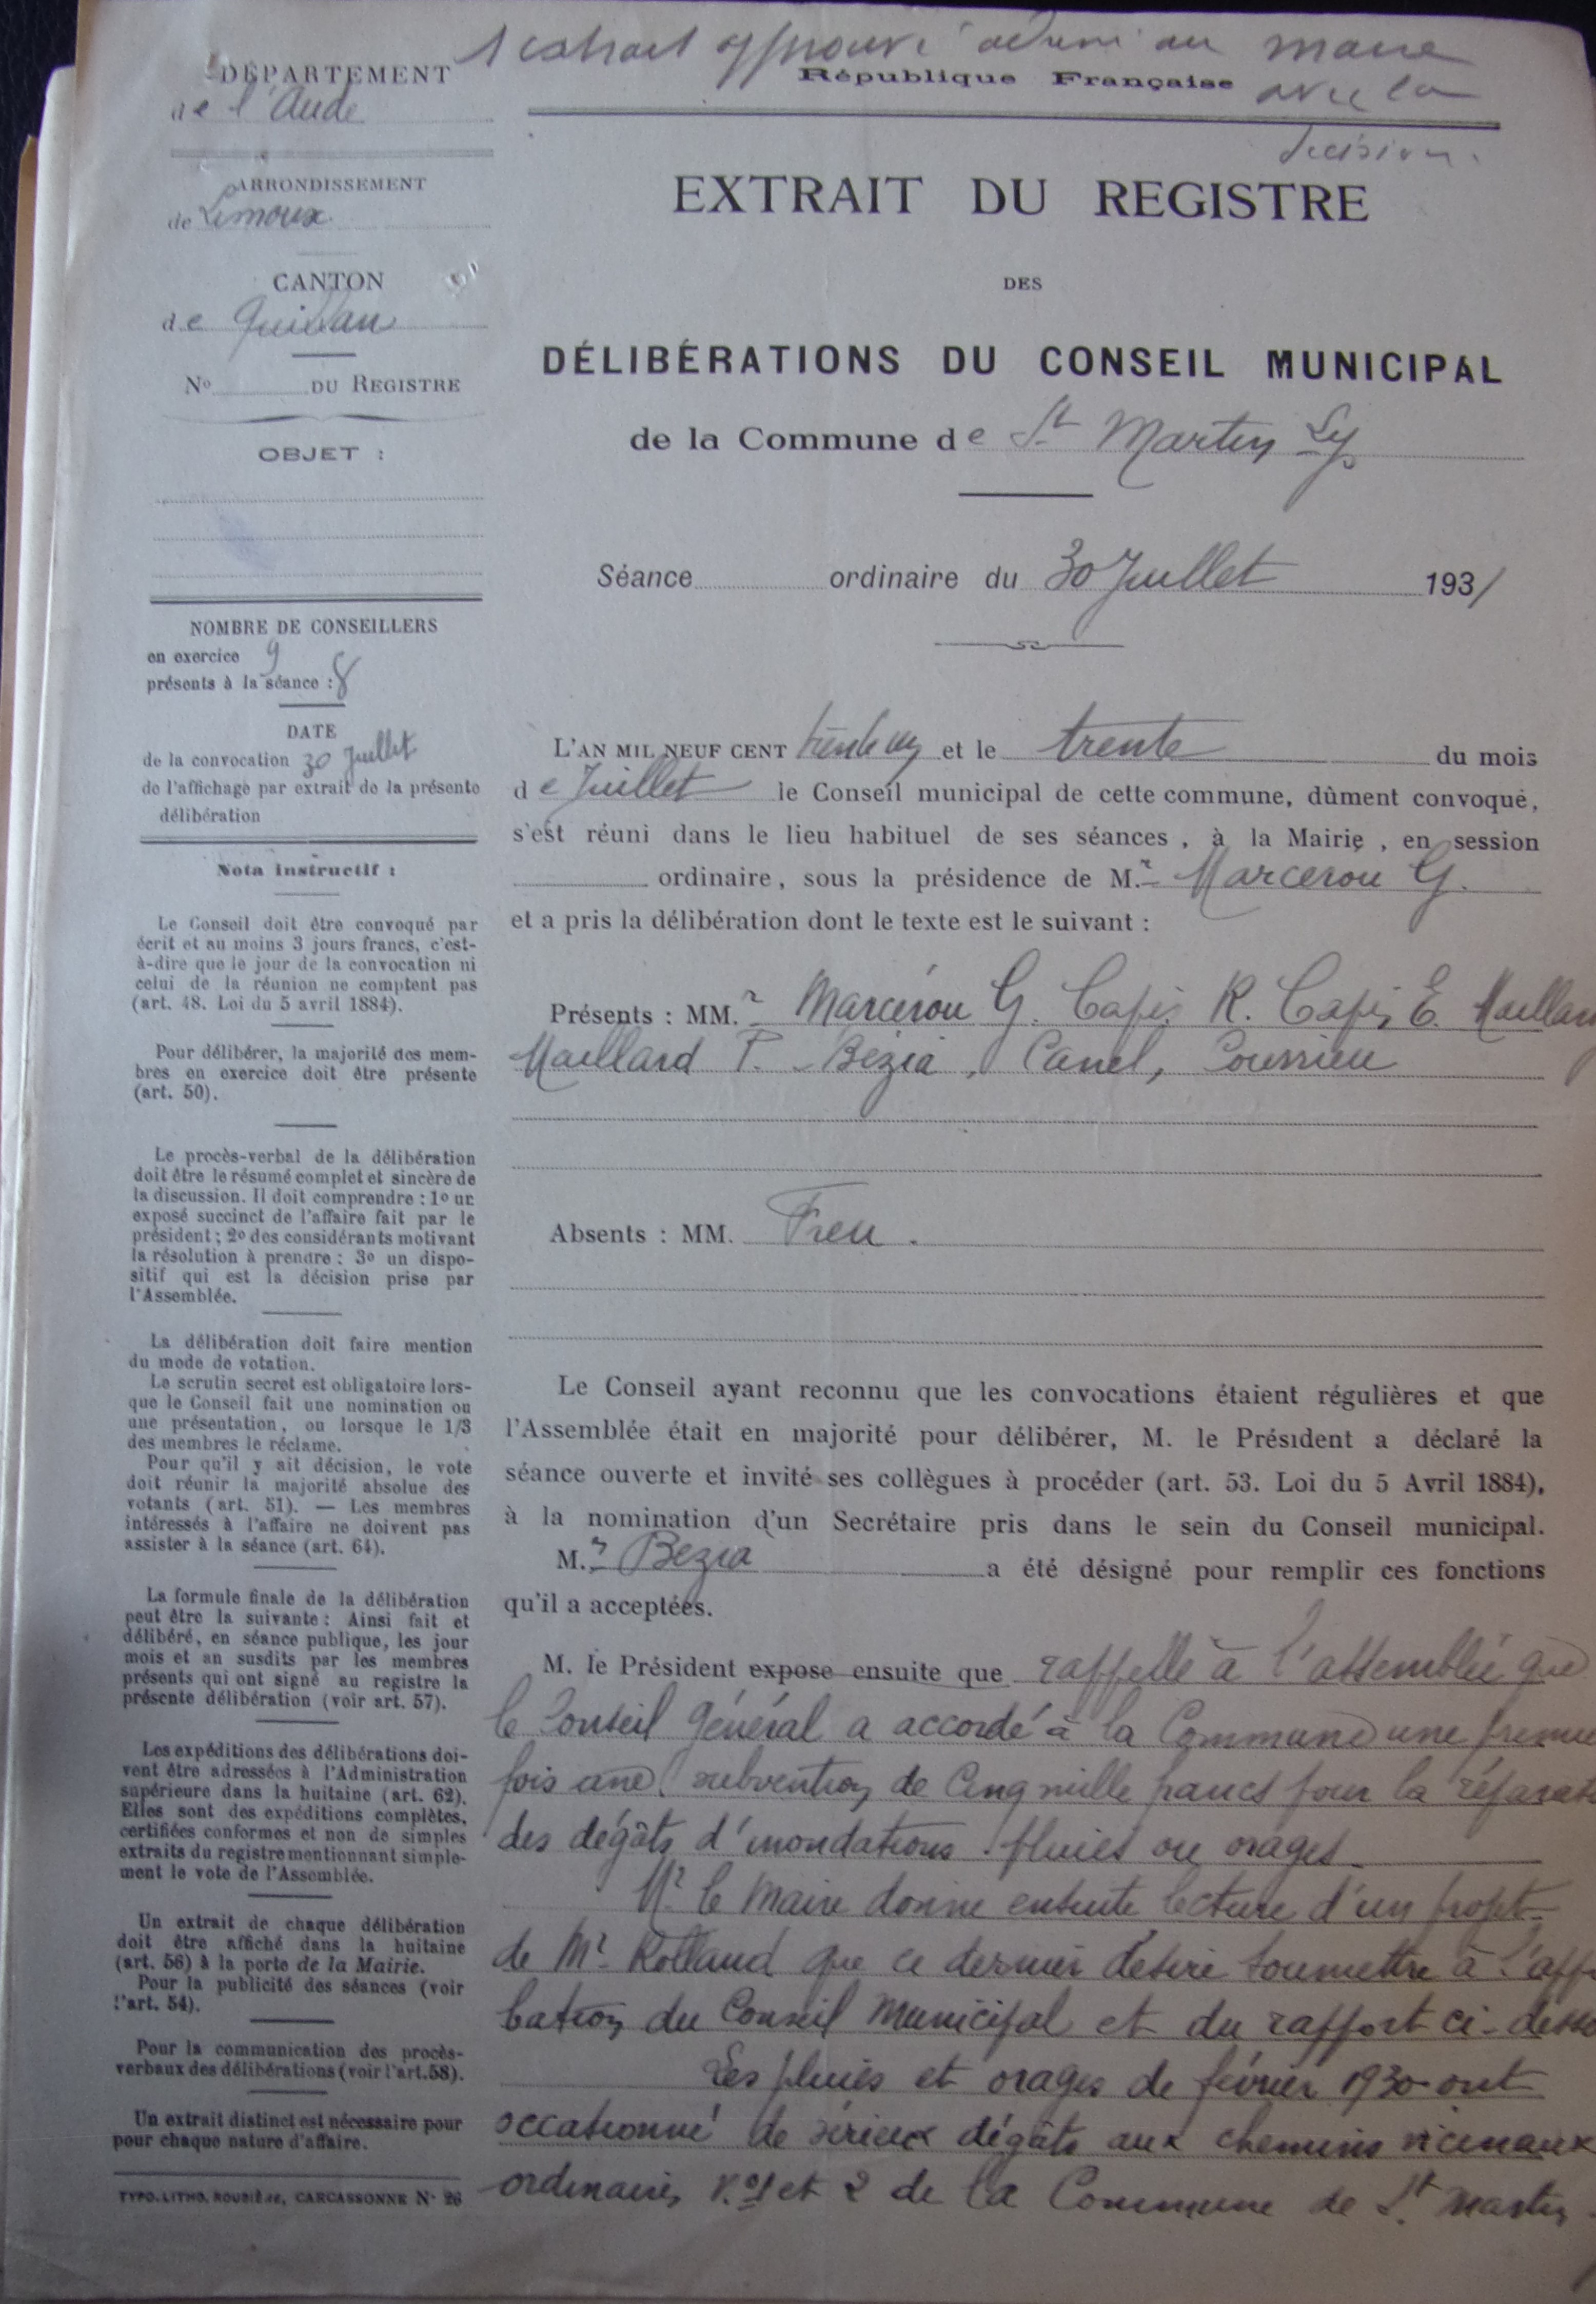 1 extrait approuvé au maire
avec la
décision.
DÉPARTEMENT
de l'Aude
ARRONDISSEMENT
de Limoux
CANTON
de Quillan
No DU REGISTRE
OBJET :
NOMBRE DE CONSEILLERS
en exercice 9
présents à la séance : 8
DATE
de la convocation 30 Juillet
de l'affichage par extrait de la présente
délibération
Nota instructif :
Le Conseil doit être convoqué par
écrit et au moins 3 jours francs, c'est-
à-dire que le jour de la convocation ni
celui de la réunion ne comptent pas
(art. 48. Loi du 5 avril 1884).
Pour délibérer, la majorité des mem-
bres en exercice doit être présente
(art. 50).
Le procès-verbal de la délibération
doit être le résumé complet et sincère de
la discussion. Il doit comprendre : 1o un
exposé succinct de l'affaire fait par le
président ; 2o des considérants motivant
la résolution à prendre : 3o un dispo-
sitif qui est la décision prise par
l'Assemblée.
La délibération doit faire mention
du mode de votation.
Le scrutin secret est obligatoire lors-
que le Conseil fait une nomination ou
une présentation, ou lorsque le 1/3
des membres le réclame.
Pour qu'il y ait décision, le vote
doit réunir la majorité absolue des
votants (art. 51). — Les membres
intéressés à l'affaire ne doivent pas
assister à la séance (art. 64).
La formule finale de la délibération
peut être la suivante : Ainsi fait et
délibéré, en séance publique, les jour
mois et an susdits par les membres
présents qui ont signé au registre la
présente délibération (voir art. 57).
Les expéditions des délibérations doi-
vent être adressées à l'Administration
supérieure dans la huitaine (art. 62).
Elles sont des expéditions complètes,
certifiées conformes et non de simples
extraits du registre mentionnant simple-
ment le vote de l'Assemblée.
Un extrait de chaque délibération
doit être affiché dans la huitaine
(art. 56) à la porte de la Mairie.
Pour la publicité des séances (voir
l'art. 54).
Pour la communication des procès-
verbaux des délibérations (voir l'art.58).
Un extrait distinct est nécessaire pour
pour chaque nature d'affaire.
TYPO.LITHO. ROUDIÈRE, CARCASSONNE N° 26
République Française
EXTRAIT DU REGISTRE
DES
DÉLIBÉRATIONS DU CONSEIL MUNICIPAL
de la Commune de St Martin Lys
Séance ordinaire du 30 Juillet 1931
L'AN MIL NEUF CENT trente un et le trente du mois
de Juillet le Conseil municipal de cette commune, dûment convoqué,
s'est réuni dans le lieu habituel de ses séances, à la Mairie, en session
ordinaire, sous la présidence de M.r Marcerou G.
et a pris la délibération dont le texte est le suivant :
Présents : MM.r Marcerou G. R. E. Maillard
Maillard P. Bezia, Canel,
Absents : MM. Freu.
Le Conseil ayant reconnu que les convocations étaient régulières et que
l'Assemblée était en majorité pour délibérer, M. le Président a déclaré la
séance ouverte et invité ses collègues à procéder (art. 53. Loi du 5 Avril 1884),
à la nomination d'un Secrétaire pris dans le sein du Conseil municipal.
M.r Bezia a été désigné pour remplir ces fonctions
qu'il a acceptées.
M. le Président expose ensuite que rappelle à l'assemblée que
le Conseil Général a accordé à la Commune une premie
fois une subvention de Cinq mille francs pour la réparati
des dégâts d'inondations pluies ou orages.
Mr le Maire donne ensuite lecture d'un projet
de Mr Rolland que ce dernier désire soumettre à l'appr
bation du Conseil Municipal et du rapport ci-desso
Les pluies et orages de février 1930 ont
occasionné de sérieux dégâts aux chemins vicinaux
ordinaires Nos 1 et 2 de la Commune de St Martin